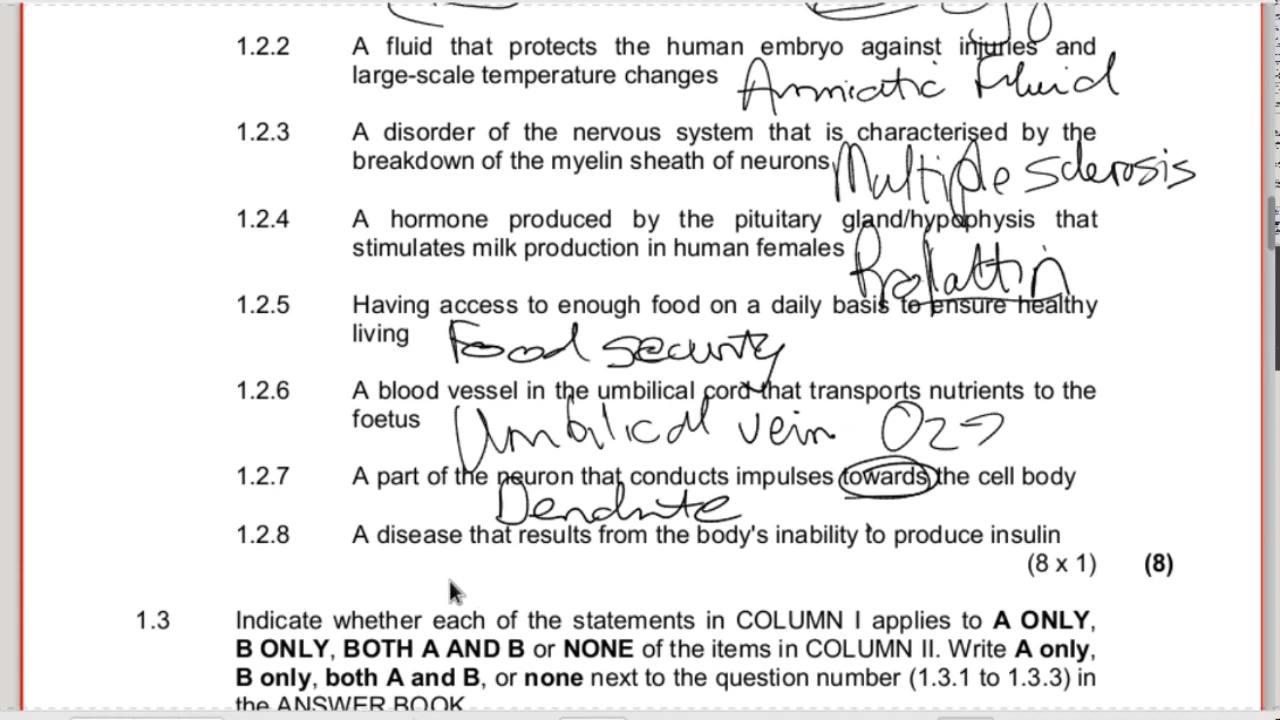 1.2.2 A fluid that protects the human embryo against injuries and
large-scale temperature changes Amniatic Fluid
1.2.3 A disorder of the nervous system that is characterised by the
breakdown of the myelin sheath of neurons Multiple sclerosis
1.2.4 A hormone produced by the pituitary gland/hypophysis that
stimulates milk production in human females Prolattin
1.2.5 Having access to enough food on a daily basis to ensure healthy
living Food security
1.2.6 A blood vessel in the umbilical cord that transports nutrients to the
foetus Umbilical vein O2
1.2.7 A part of the neuron that conducts impulses towards the cell body
Dendrite
1.2.8 A disease that results from the body's inability to produce insulin
(8 x 1) (8)
1.3 Indicate whether each of the statements in COLUMN I applies to A ONLY,
B ONLY, BOTH A AND B or NONE of the items in COLUMN II. Write A only,
B only, both A and B, or none next to the question number (1.3.1 to 1.3.3) in
the ANSWER BOOK